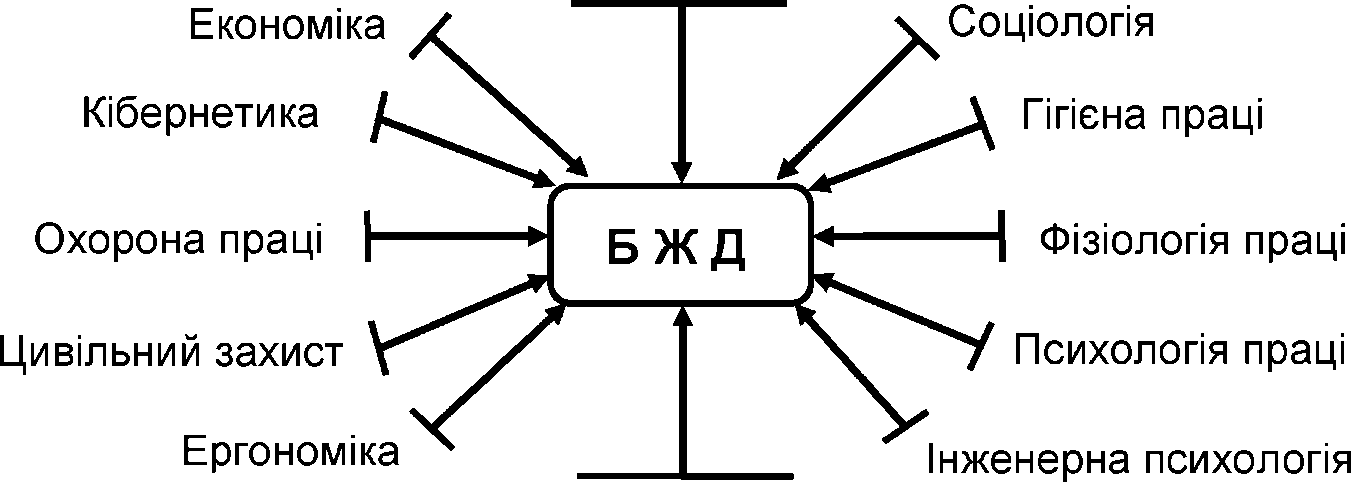 Економіка
Соціологія
Кібернетика
Гігієна праці
Охорона праці
Б Ж Д
Фізіологія праці
Цивільний захист
Психологія праці
Ергономіка
Інженерна психологія